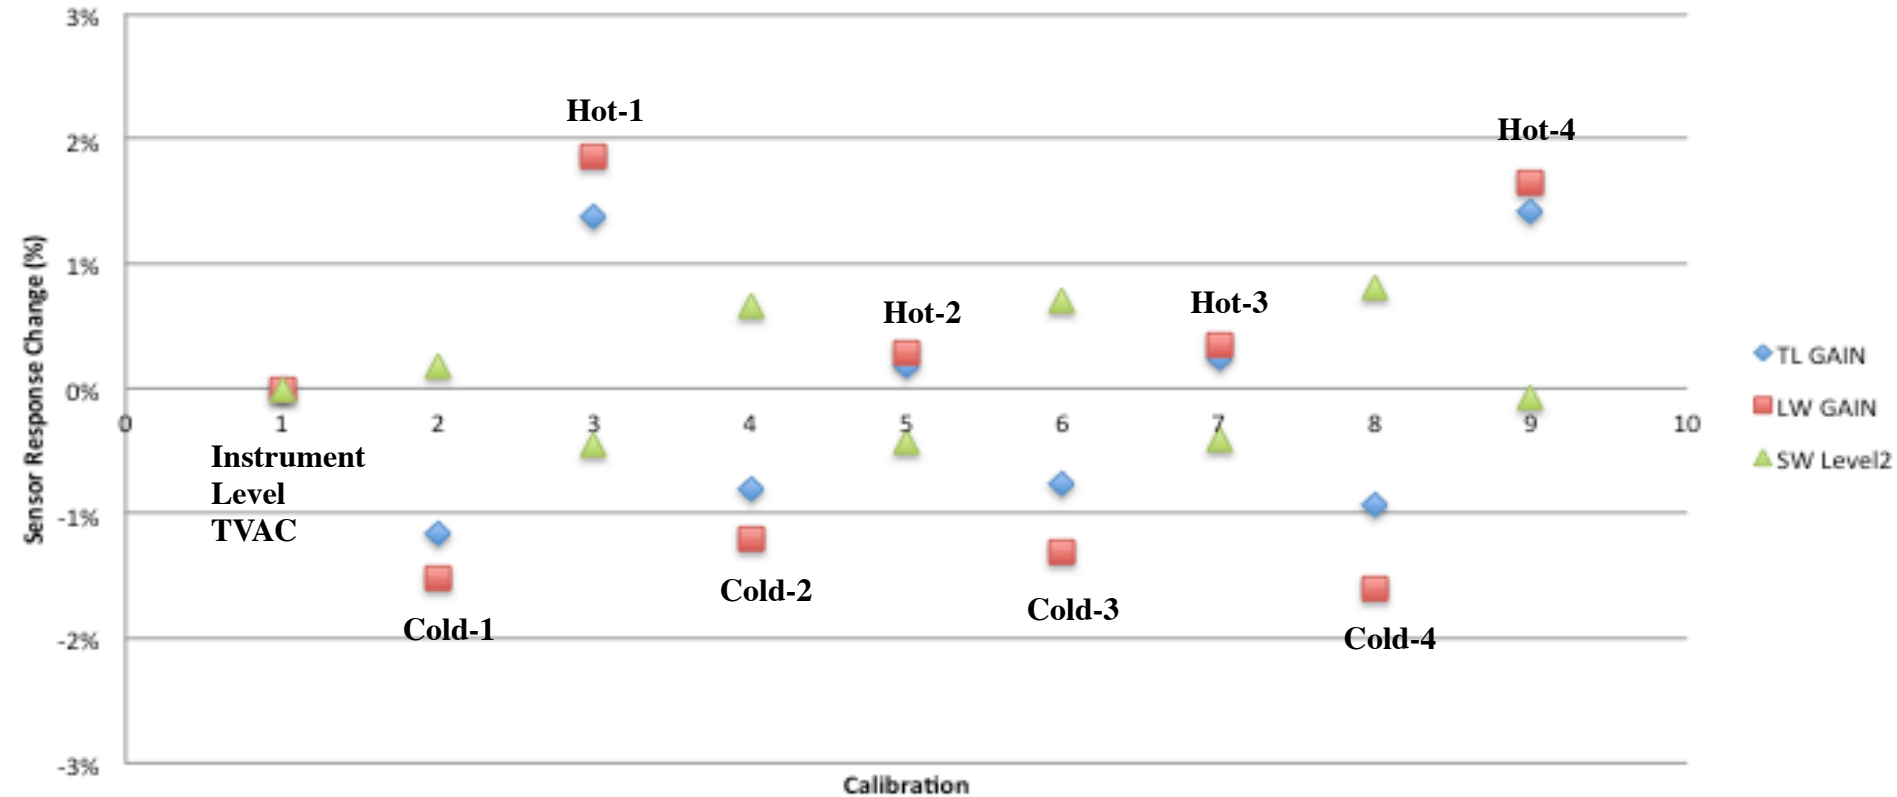 3%
Hot-1
Hot-4
2%
1%
Hot-2
Hot-3
0%
0 1 2 3 4 5 6 7 8 9 10
Instrument
Level
TVAC
-1%
Cold-1
Cold-2
Cold-3
Cold-4
-2%
-3%
Sensor Response Change (%)
Calibration
TL GAIN
LW GAIN
SW Level2